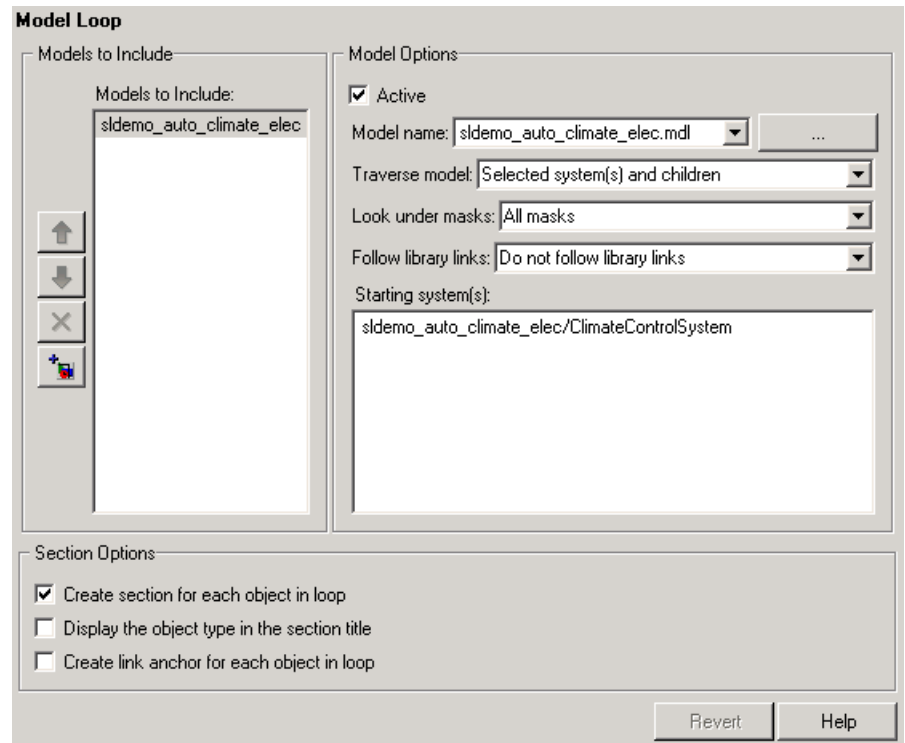 Model Loop
Models to Include
Models to Include:
sldemo_auto_climate_elec
Model Options
Active
Model name: sldemo_auto_climate_elec.mdl ...
Traverse model: Selected system(s) and children
Look under masks: All masks
Follow library links: Do not follow library links
Starting system(s):
sldemo_auto_climate_elec/ClimateControlSystem
Section Options
Create section for each object in loop
Display the object type in the section title
Create link anchor for each object in loop
Revert Help